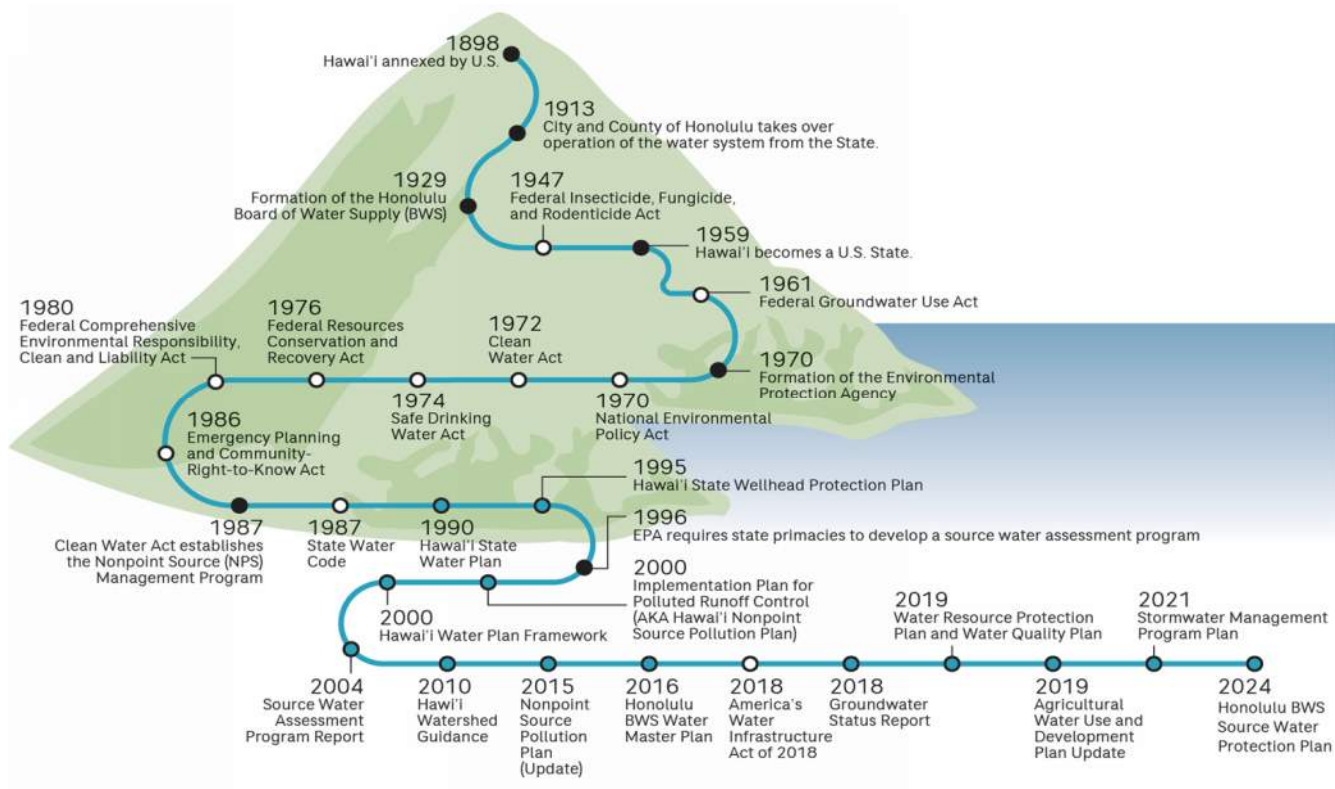 1898
Hawai'i annexed by U.S.
1913
City and County of Honolulu takes over
operation of the water system from the State.
1929
Formation of the Honolulu
Board of Water Supply (BWS)
1947
Federal Insecticide, Fungicide,
and Rodenticide Act
1959
Hawai'i becomes a U.S. State.
1961
Federal Groundwater Use Act
1970
Formation of the Environmental
Protection Agency
1970
National Environmental
Policy Act
1972
Clean
Water Act
1974
Safe Drinking
Water Act
1976
Federal Resources
Conservation and
Recovery Act
1980
Federal Comprehensive
Environmental Responsibility,
Clean and Liability Act
1986
Emergency Planning
and Community-
Right-to-Know Act
1987
Clean Water Act establishes
the Nonpoint Source (NPS)
Management Program
1987
State Water
Code
1990
Hawai'i State
Water Plan
1995
Hawai'i State Wellhead Protection Plan
1996
EPA requires state primacies to develop a source water assessment program
2000
Implementation Plan for
Polluted Runoff Control
(AKA Hawai'i Nonpoint
Source Pollution Plan)
2000
Hawai'i Water Plan Framework
2004
Source Water
Assessment
Program Report
2010
Hawi'i
Watershed
Guidance
2015
Nonpoint
Source
Pollution
Plan
(Update)
2016
Honolulu
BWS Water
Master Plan
2018
America's
Water
Infrastructure
Act of 2018
2018
Groundwater
Status Report
2019
Water Resource Protection
Plan and Water Quality Plan
2019
Agricultural
Water Use and
Development
Plan Update
2021
Stormwater Management
Program Plan
2024
Honolulu BWS
Source Water
Protection Plan